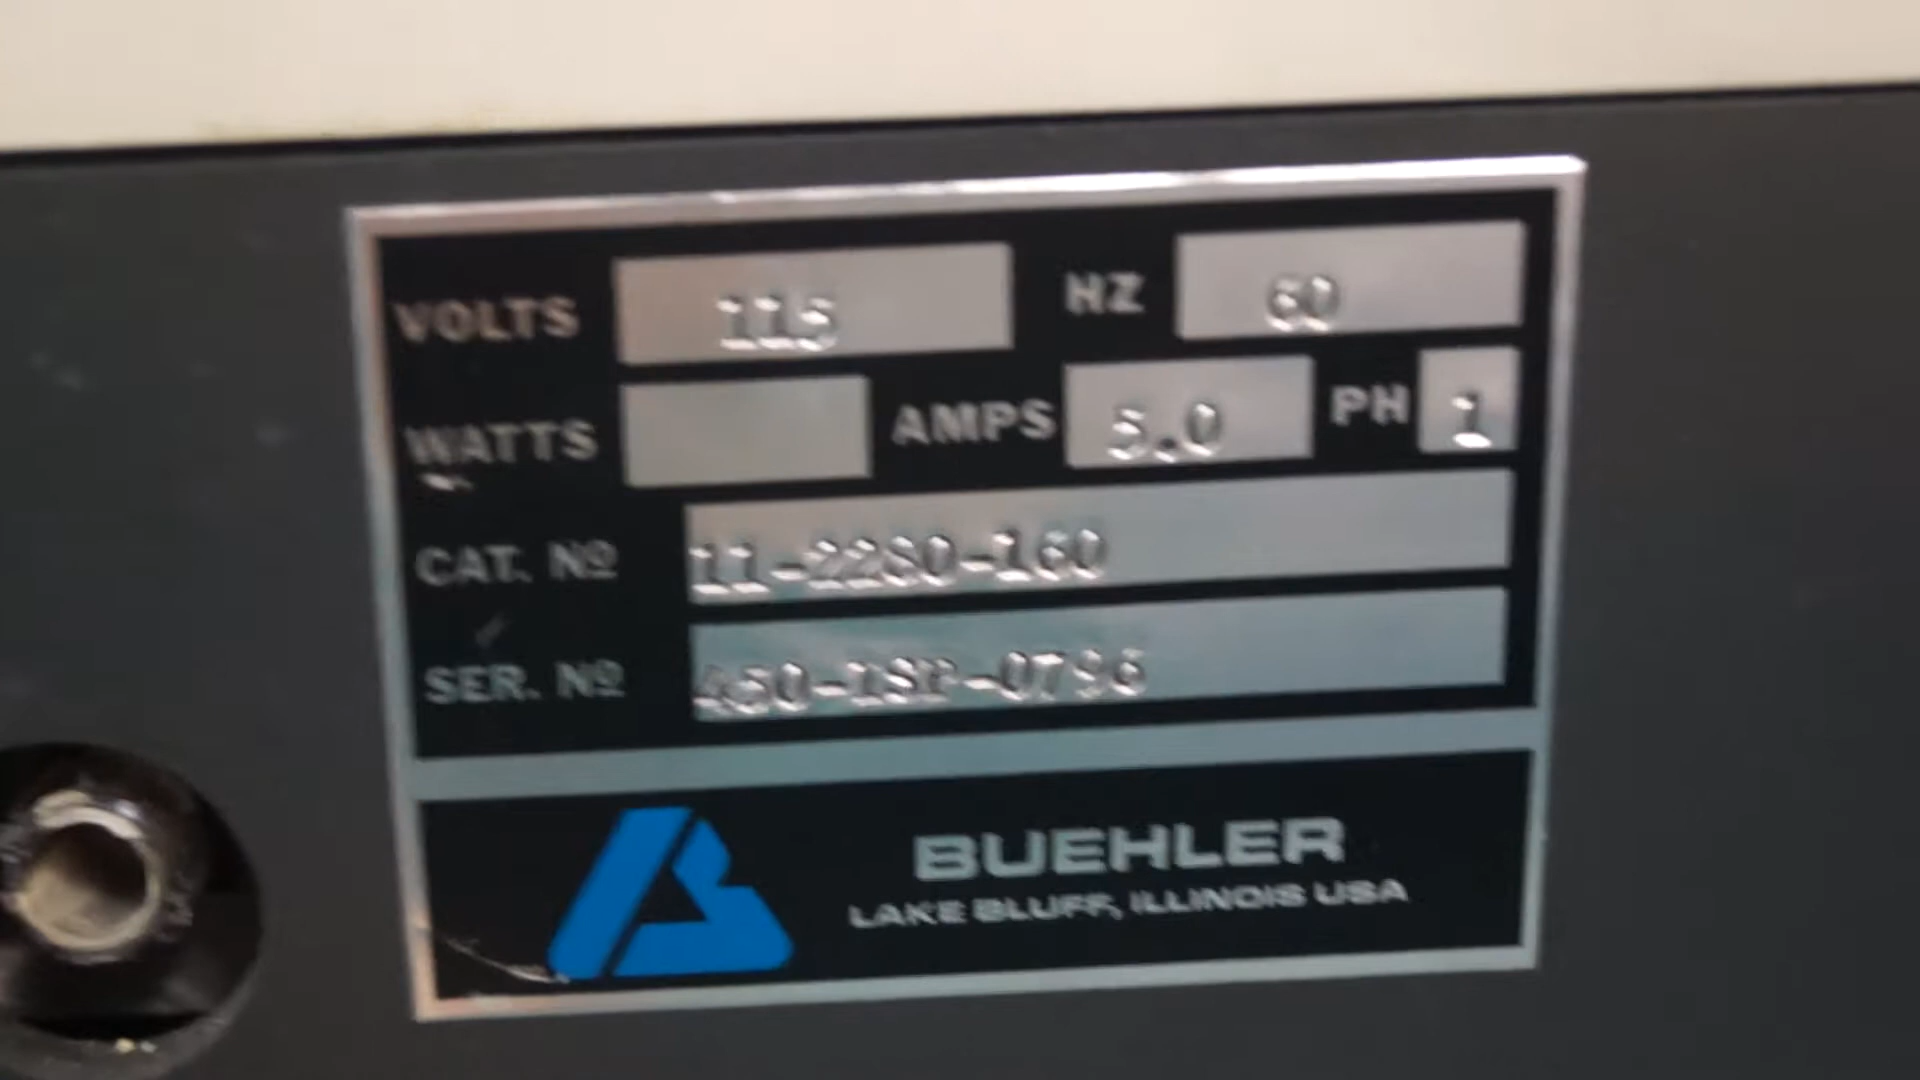 VOLTS 115 HZ 60
WATTS AMPS 5.0 PH 1
CAT. Nº 11-2280-160
SER. Nº
BUEHLER
LAKE BLUFF, ILLINOIS USA